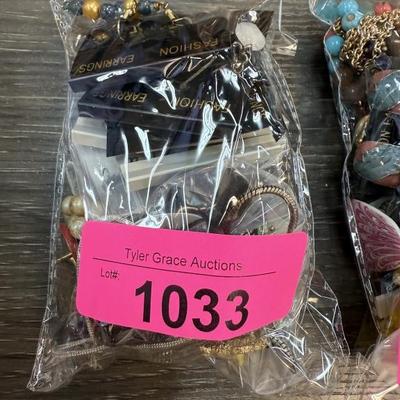 FASHION
EARRINGS
FASHION
EARRINGS
Tyler Grace Auctions
Lot#:
1033